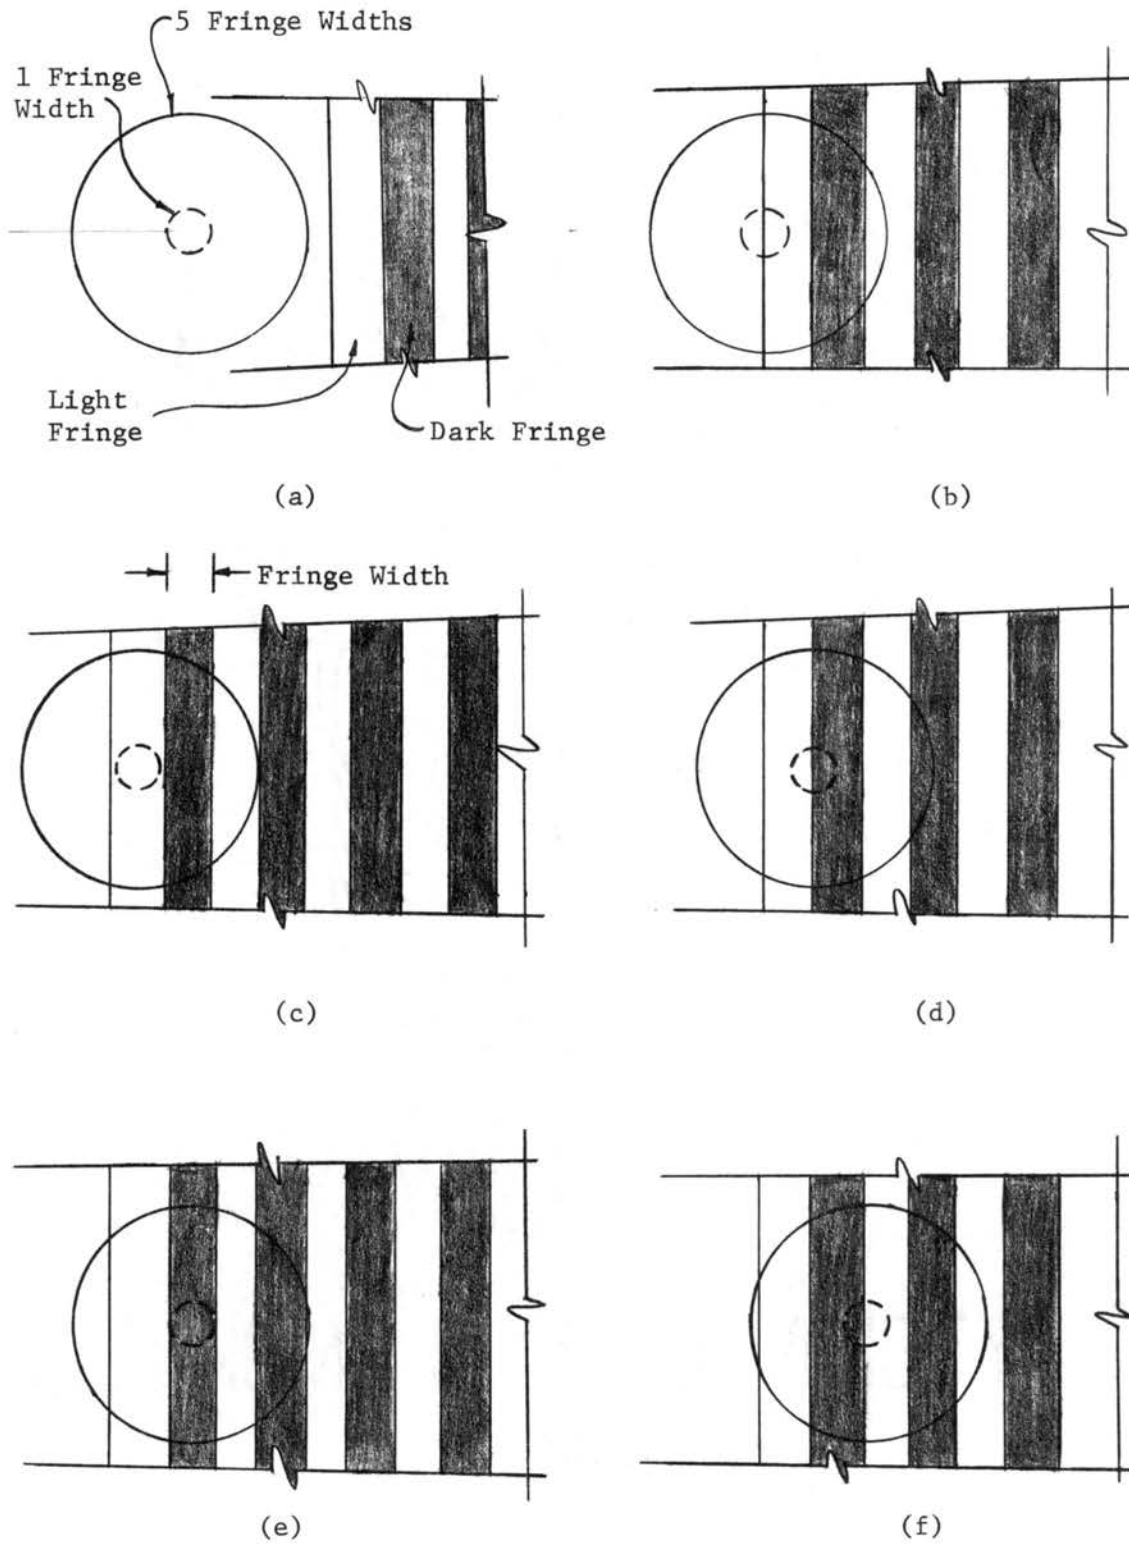 5 Fringe Widths
1 Fringe
Width
Light
Fringe
Dark Fringe
(a)
(b)
Fringe Width
(c)
(d)
(e)
(f)